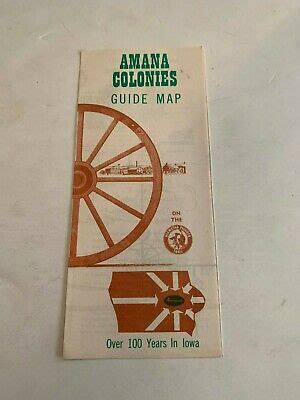 AMANA
COLONIES
GUIDE MAP
ON
THE
Over 100 Years In Iowa